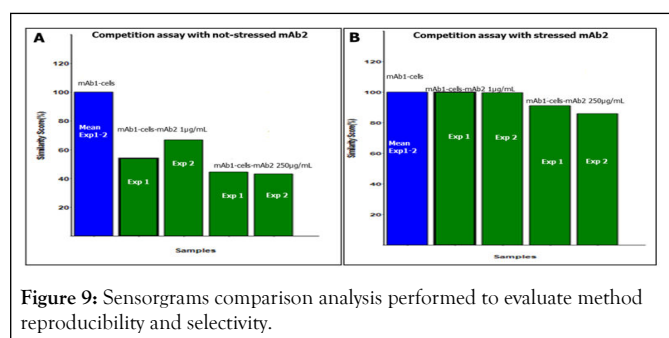 A
Competition assay with not-stressed mAb2
120
100
80
60
40
20
Similarity Score(%)
mAb1-cells
mAb1-cells-mAb2 1µg/mL
mAb1-cells-mAb2 250µg/mL
Mean
Exp1-2
Exp 1
Exp 2
Exp 1
Exp 2
Samples
B
Competition assay with stressed mAb2
120
100
80
60
40
20
Similarity Score(%)
mAb1-cells
mAb1-cells-mAb2 1µg/mL
mAb1-cells-mAb2 250µg/mL
Mean
Exp1-2
Exp 1
Exp 2
Exp 1
Exp 2
Samples
Figure 9: Sensorgrams comparison analysis performed to evaluate method
reproducibility and selectivity.